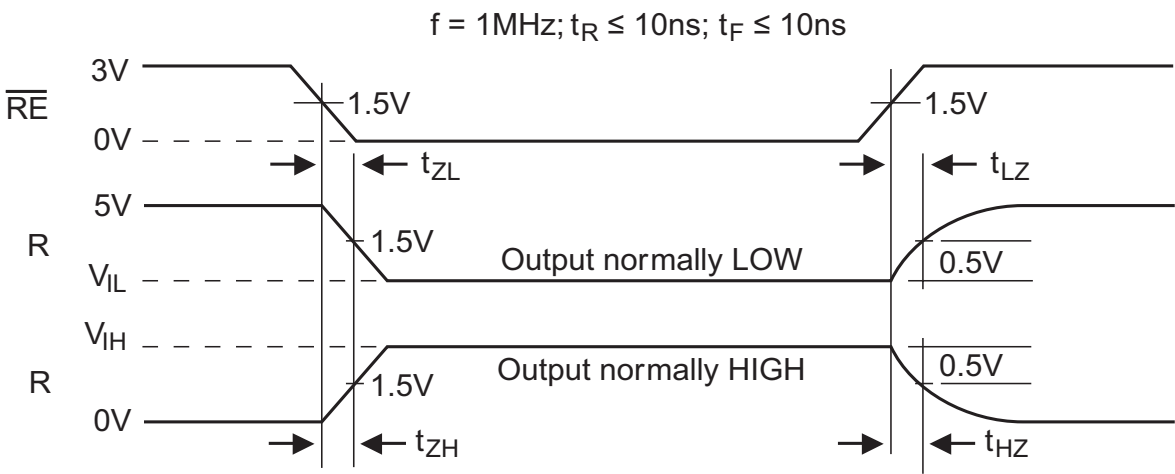 f = 1MHz; tR ≤ 10ns; tF ≤ 10ns
3V
RE
1.5V
1.5V
0V
tZL
tLZ
5V
R
1.5V
Output normally LOW
0.5V
VIL
VIH
R
1.5V
Output normally HIGH
0.5V
0V
tZH
tHZ